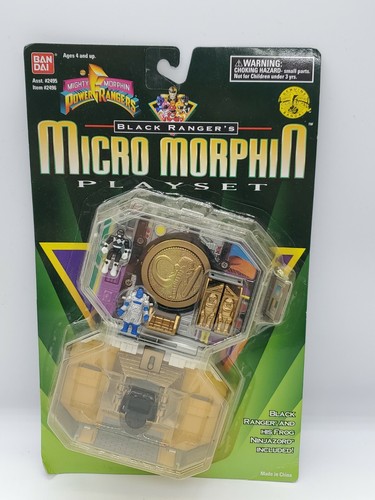 BAN
DAI
Asst. #2495
Item #2496
Ages 4 and up.
MIGHTY MORPHIN
POWER RANGERS
⚠WARNING:
CHOKING HAZARD- small parts.
Not for Children under 3 yrs.
BLACK RANGER'S
MICRO MORPHIN
PLAYSET
BLACK
RANGER AND
HIS FROG
NINJAZORD
INCLUDED!
Made in China